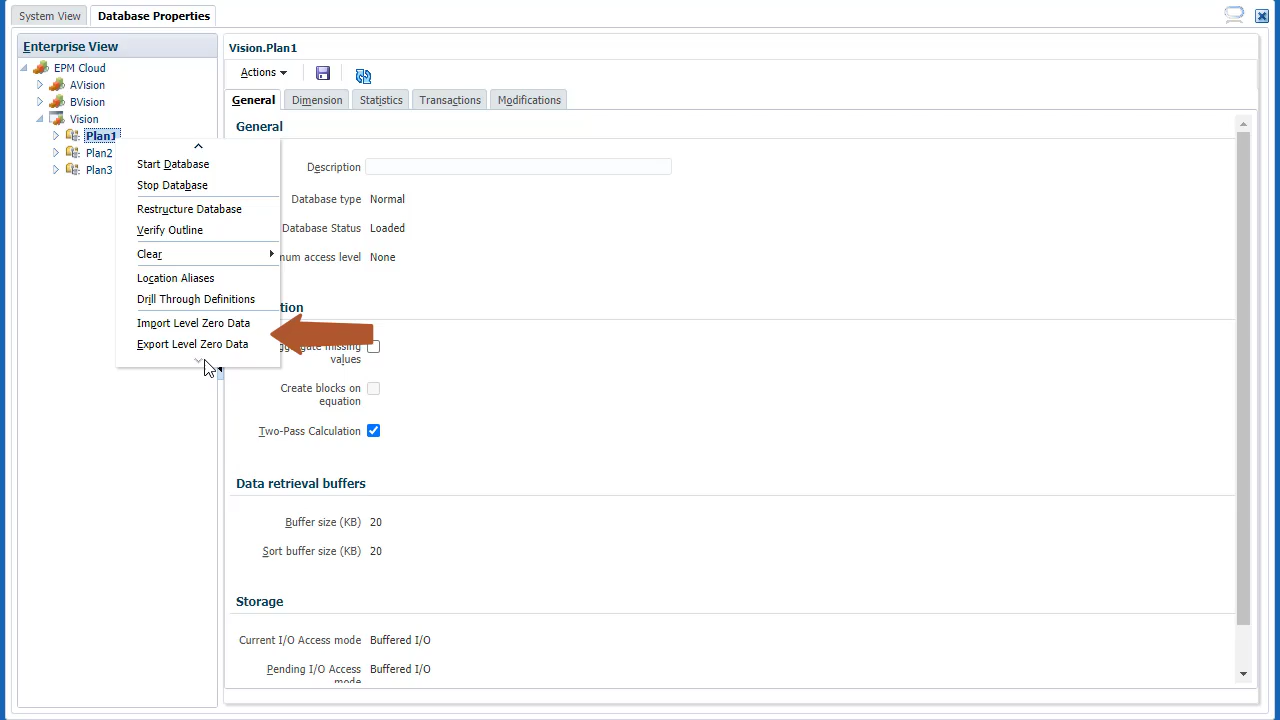 System View
Database Properties
Enterprise View
EPM Cloud
AVision
BVision
Vision
Plan1
Plan2
Plan3
Start Database
Stop Database
Restructure Database
Verify Outline
Clear
Location Aliases
Drill Through Definitions
Import Level Zero Data
Export Level Zero Data
Vision.Plan1
Actions
General
Dimension
Statistics
Transactions
Modifications
General
Description
Database type Normal
Database Status Loaded
access level None
missing
values
Create blocks on
equation
Two-Pass Calculation
Data retrieval buffers
Buffer size (KB) 20
Sort buffer size (KB) 20
Storage
Current I/O Access mode Buffered I/O
Pending I/O Access Buffered I/O
mode